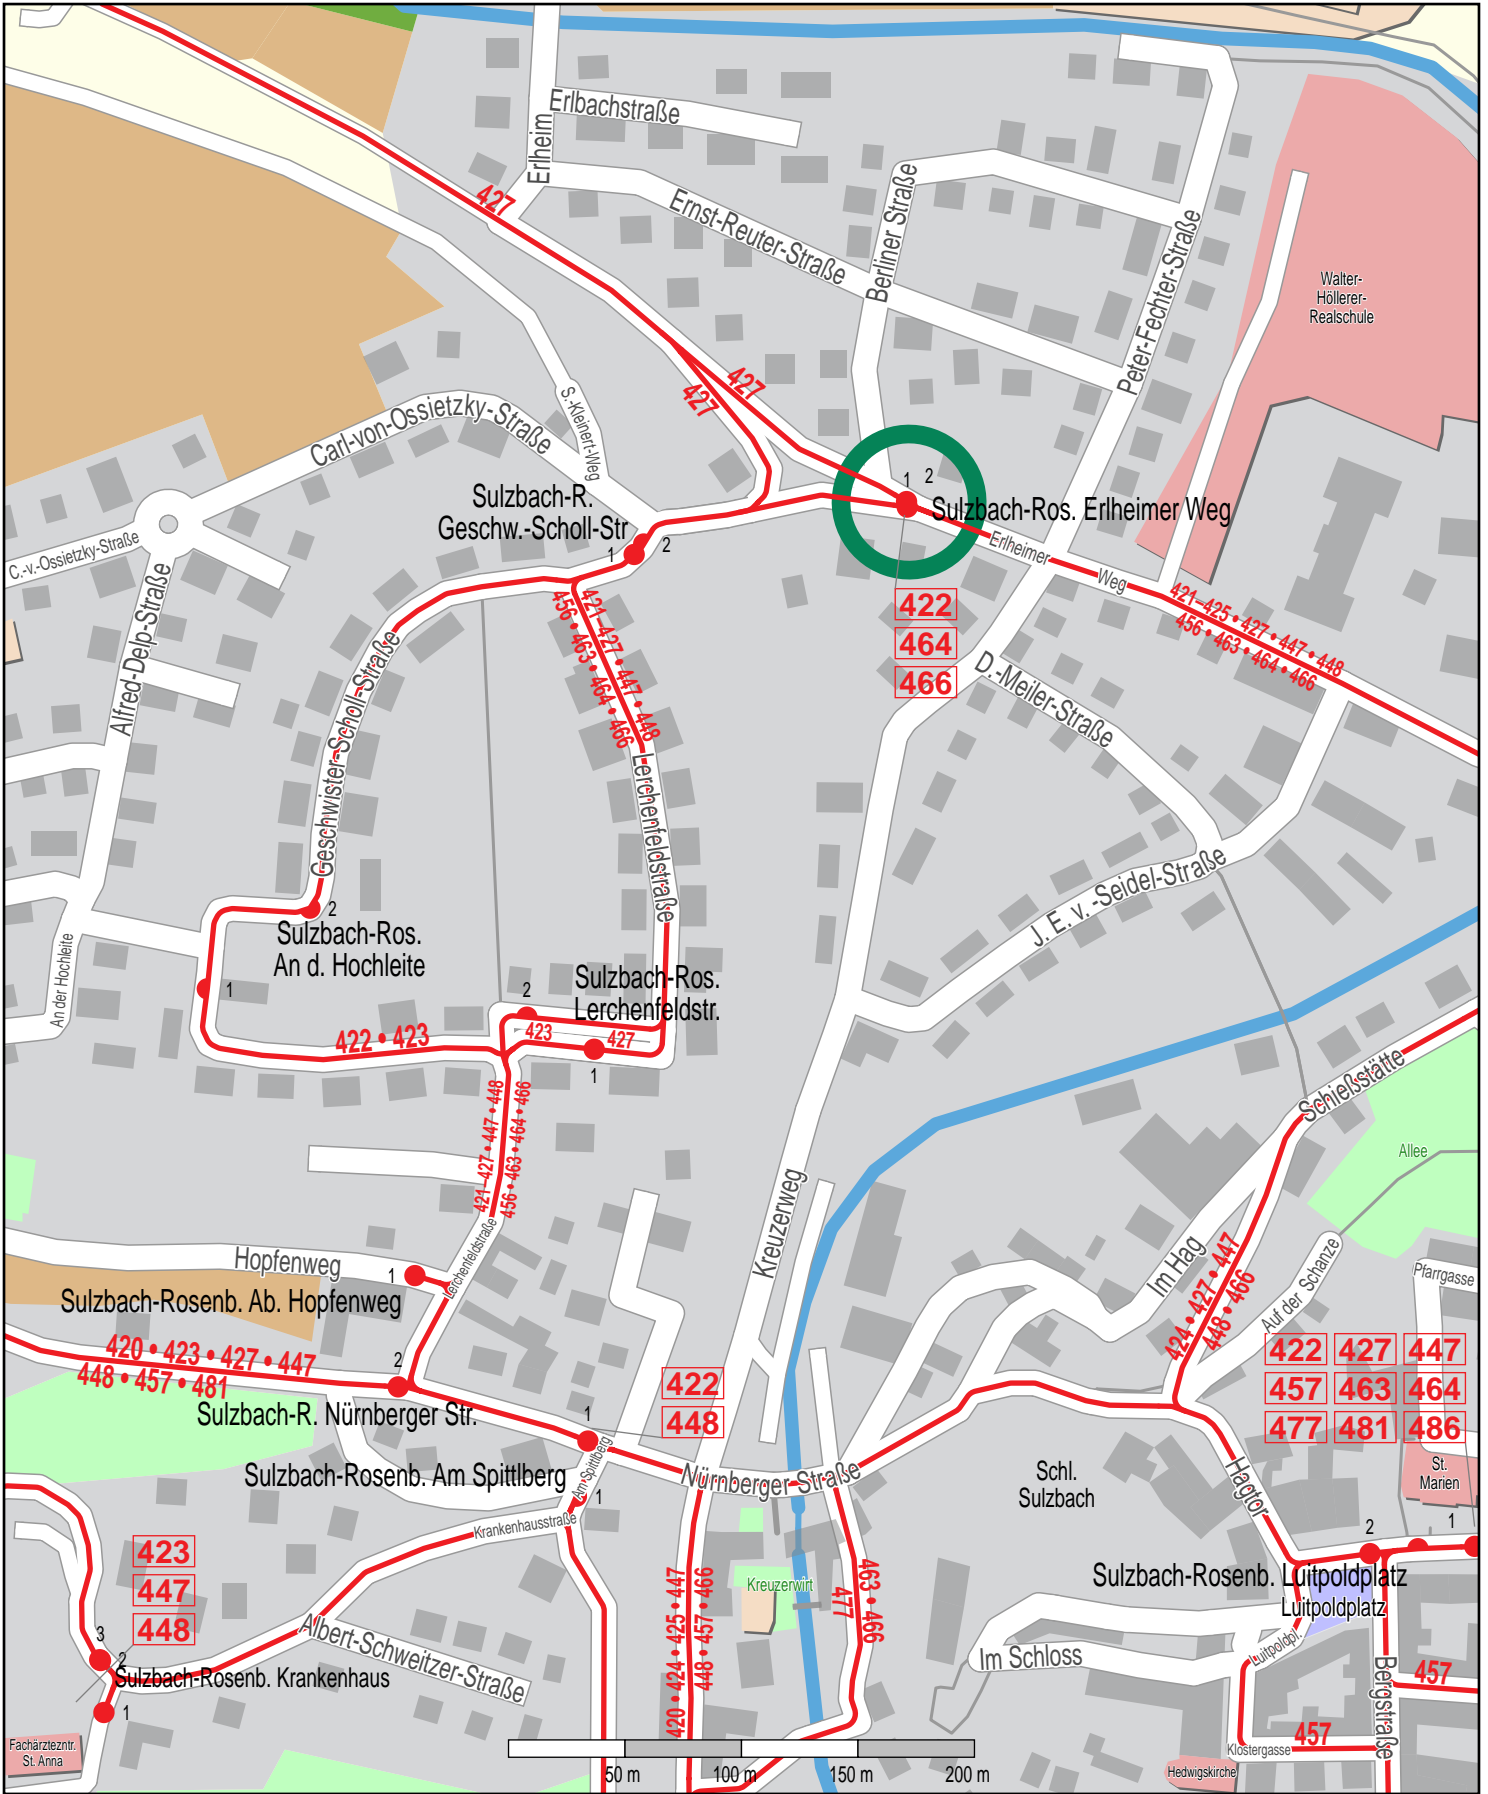 Erlbachstraße
Erlheim
427
Ernst-Reuter-Straße
Berliner Straße
Peter-Fechter-Straße
Walter-
Höllerer-
Realschule
427
427
S.-Kleinert-Weg
Carl-von-Ossietzky-Straße
Sulzbach-R.
Geschw.-Scholl-Str
1
2
1
2
Sulzbach-Ros. Erlheimer Weg
Erlheimer
Weg
C.-v.-Ossietzky-Straße
421–425 • 427 • 447 • 448
456 • 463 • 464 • 466
422
464
466
421–427 • 447 • 448
456 • 463 • 464 • 466
Alfred-Delp-Straße
Geschwister-Scholl-Straße
D.-Meiler-Straße
Lerchenfeldstraße
J. E. v. -Seidel-Straße
2
Sulzbach-Ros.
An d. Hochleite
An der Hochleite
1
Sulzbach-Ros.
Lerchenfeldstr.
2
423
427
1
422 • 423
421–427 • 447 • 448
456 • 463 • 464 • 466
Schießstätte
Allee
Kreuzerweg
Lerchenfeldstraße
Hopfenweg
1
Sulzbach-Rosenb. Ab. Hopfenweg
Im Hag
424 • 427 • 447
448 • 466
Auf der Schanze
Pfarrgasse
420 • 423 • 427 • 447
448 • 457 • 481
2
Sulzbach-R. Nürnberger Str.
422
448
422
427
447
457
463
464
477
481
486
1
Sulzbach-Rosenb. Am Spittlberg
Am Spittlberg
1
Nürnberger Straße
Schl.
Sulzbach
Hagtor
St.
Marien
Krankenhausstraße
2
1
423
447
448
Kreuzerwirt
463 • 466
477
420 • 424 • 425 • 447
448 • 457 • 466
Sulzbach-Rosenb. Luitpoldplatz
Luitpoldplatz
Luitpoldpl.
3
2
Sulzbach-Rosenb. Krankenhaus
1
Albert-Schweitzer-Straße
Im Schloss
Bergstraße
457
457
Klostergasse
Hedwigskirche
Fachärztezntr.
St. Anna
50 m
100 m
150 m
200 m